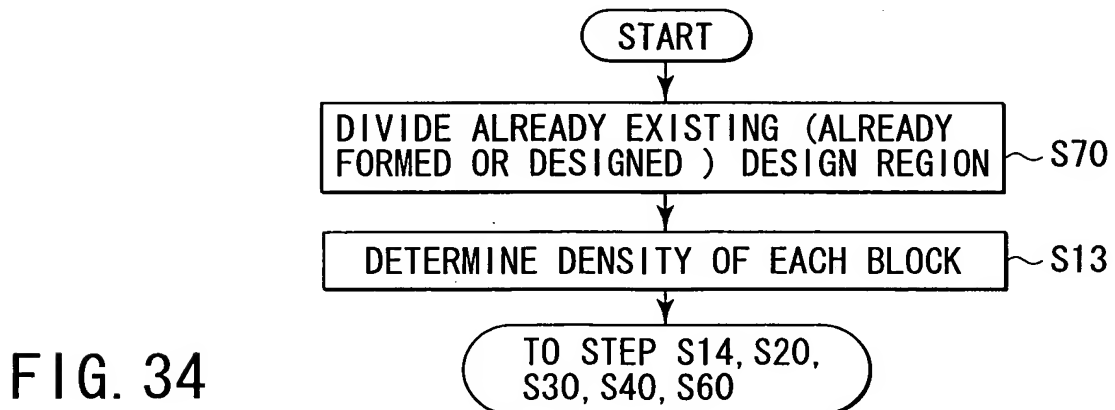 START
DIVIDE ALREADY EXISTING (ALREADY
FORMED OR DESIGNED ) DESIGN REGION
S70
DETERMINE DENSITY OF EACH BLOCK
S13
TO STEP S14, S20,
S30, S40, S60
FIG. 34